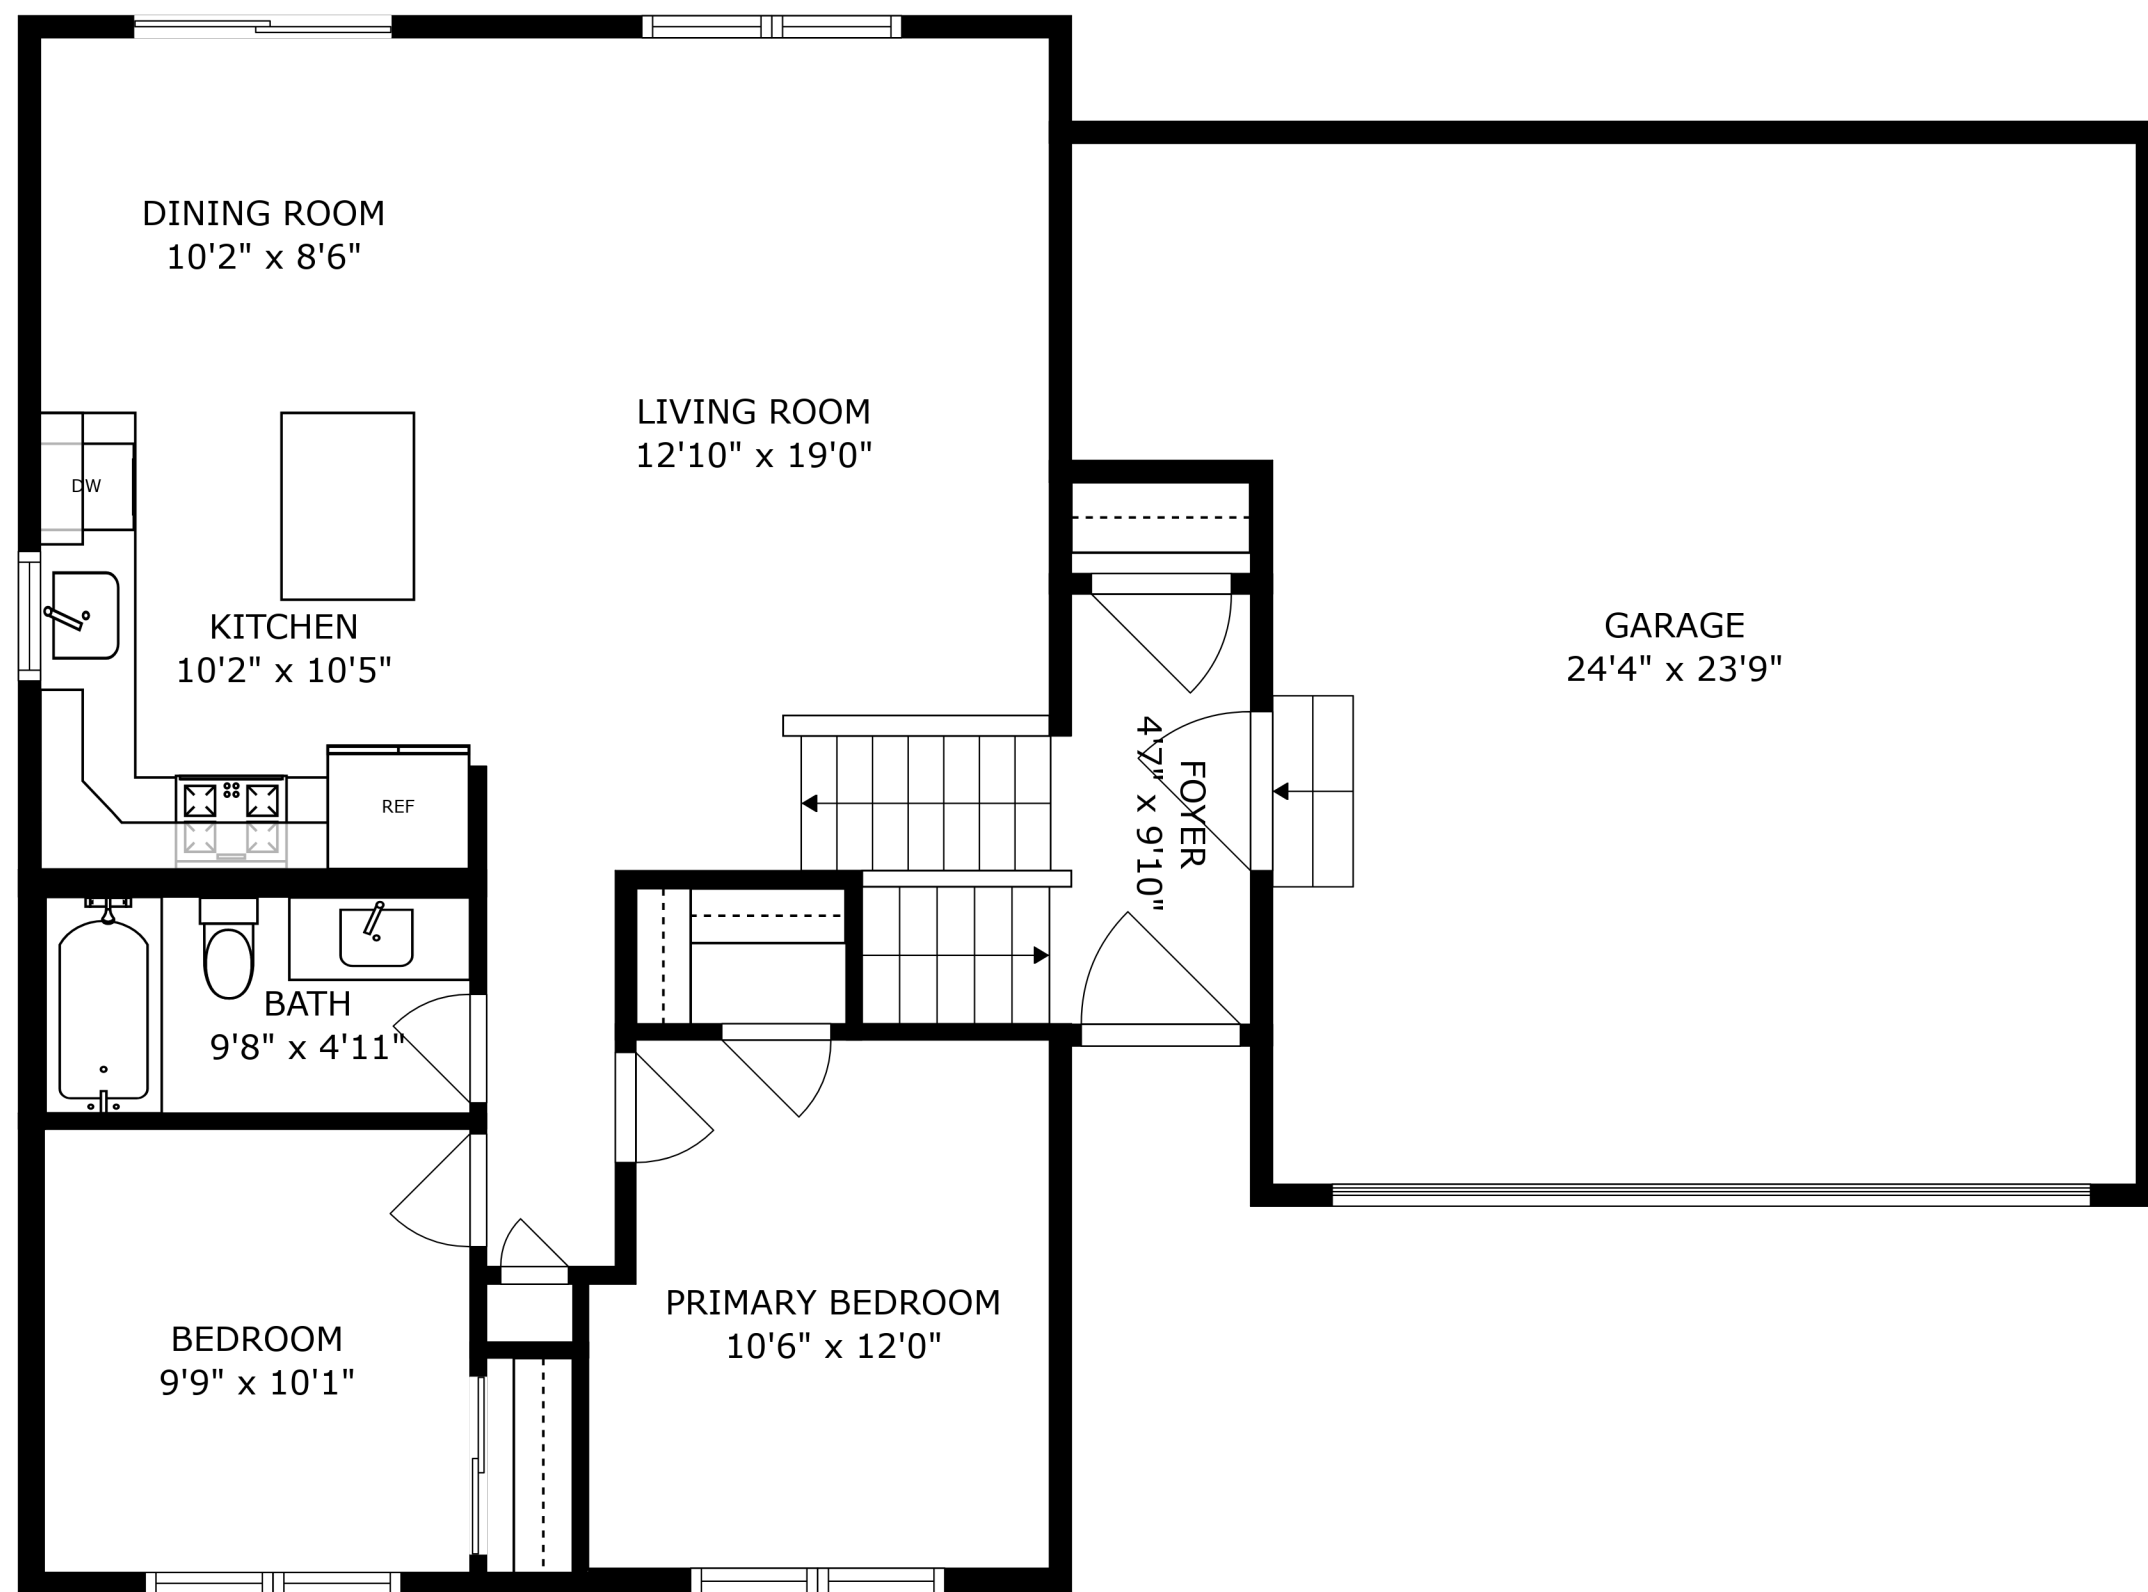 DINING ROOM
10'2" x 8'6"
LIVING ROOM
12'10" x 19'0"
DW
KITCHEN
10'2" x 10'5"
GARAGE
24'4" x 23'9"
FOYER
4'7" x 9'10"
REF
BATH
9'8" x 4'11"
PRIMARY BEDROOM
10'6" x 12'0"
BEDROOM
9'9" x 10'1"